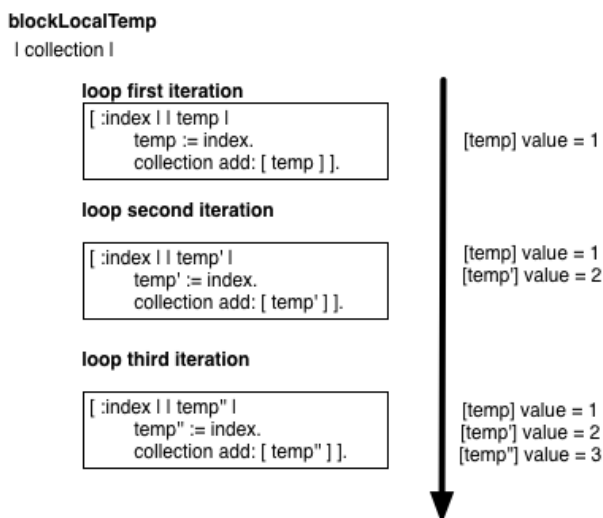 blockLocalTemp
| collection |
loop first iteration
[ :index | | temp |
temp := index.
collection add: [ temp ] ].
[temp] value = 1
loop second iteration
[ :index | | temp' |
temp' := index.
collection add: [ temp' ] ].
[temp] value = 1
[temp'] value = 2
loop third iteration
[ :index | | temp'' |
temp'' := index.
collection add: [ temp'' ] ].
[temp] value = 1
[temp'] value = 2
[temp''] value = 3